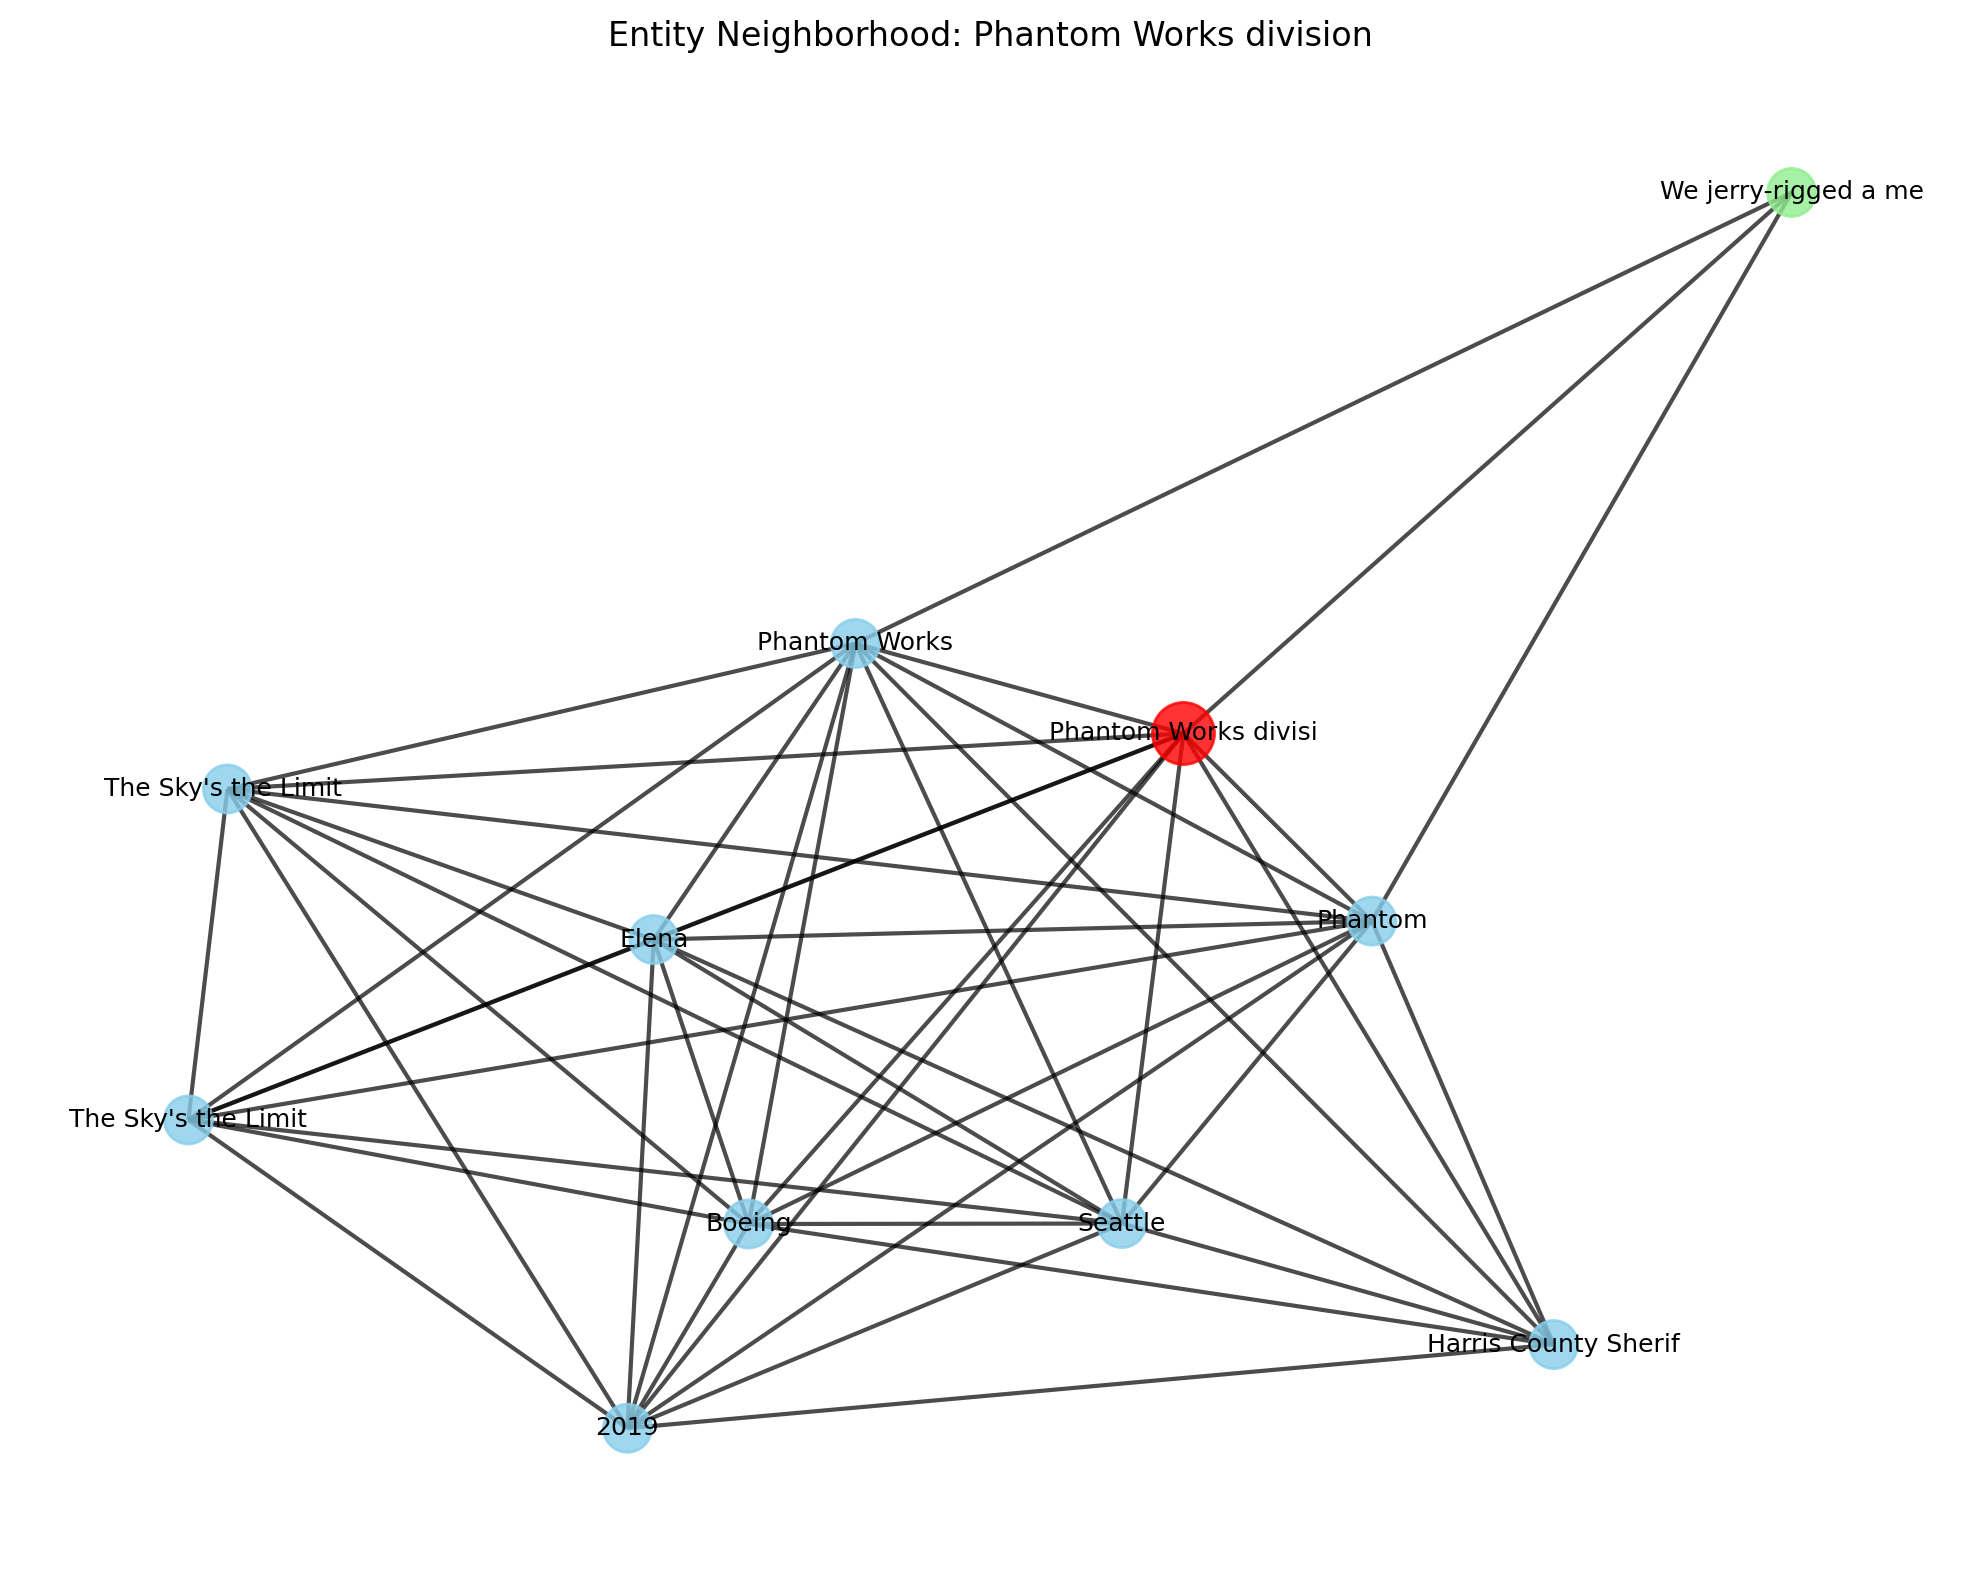 Entity Neighborhood: Phantom Works division
We jerry-rigged a me
Phantom Works
Phantom Works divisi
The Sky's the Limit
Phantom
Elena
The Sky's the Limit
Boeing
Seattle
Harris County Sherif
2019